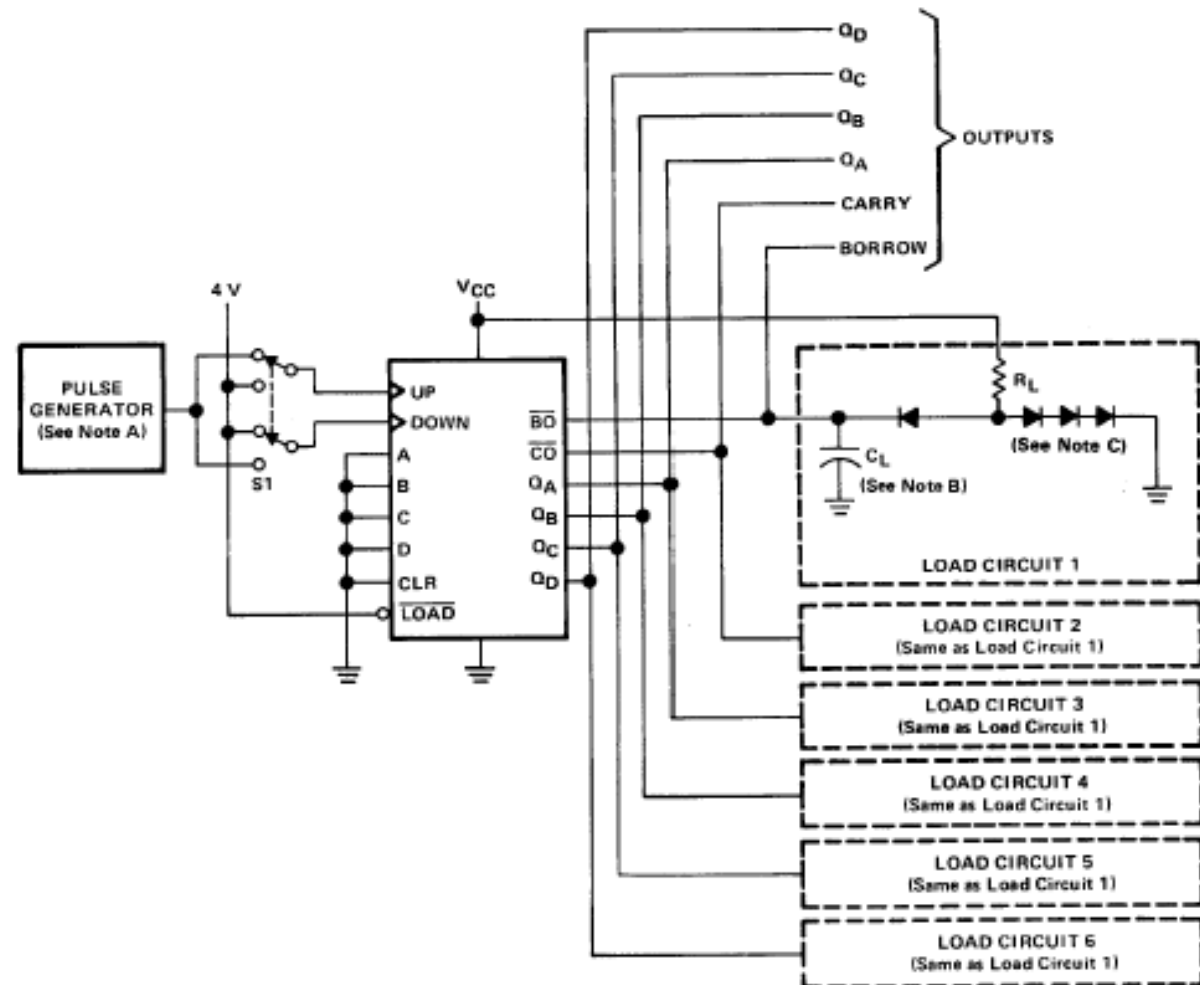 QD
QC
QB
QA
CARRY
BORROW
OUTPUTS
4 V
VCC
PULSE
GENERATOR
(See Note A)
S1
UP
DOWN
A
B
C
D
CLR
LOAD
BO
CO
QA
QB
QC
QD
RL
(See Note C)
CL
(See Note B)
LOAD CIRCUIT 1
LOAD CIRCUIT 2
(Same as Load Circuit 1)
LOAD CIRCUIT 3
(Same as Load Circuit 1)
LOAD CIRCUIT 4
(Same as Load Circuit 1)
LOAD CIRCUIT 5
(Same as Load Circuit 1)
LOAD CIRCUIT 6
(Same as Load Circuit 1)